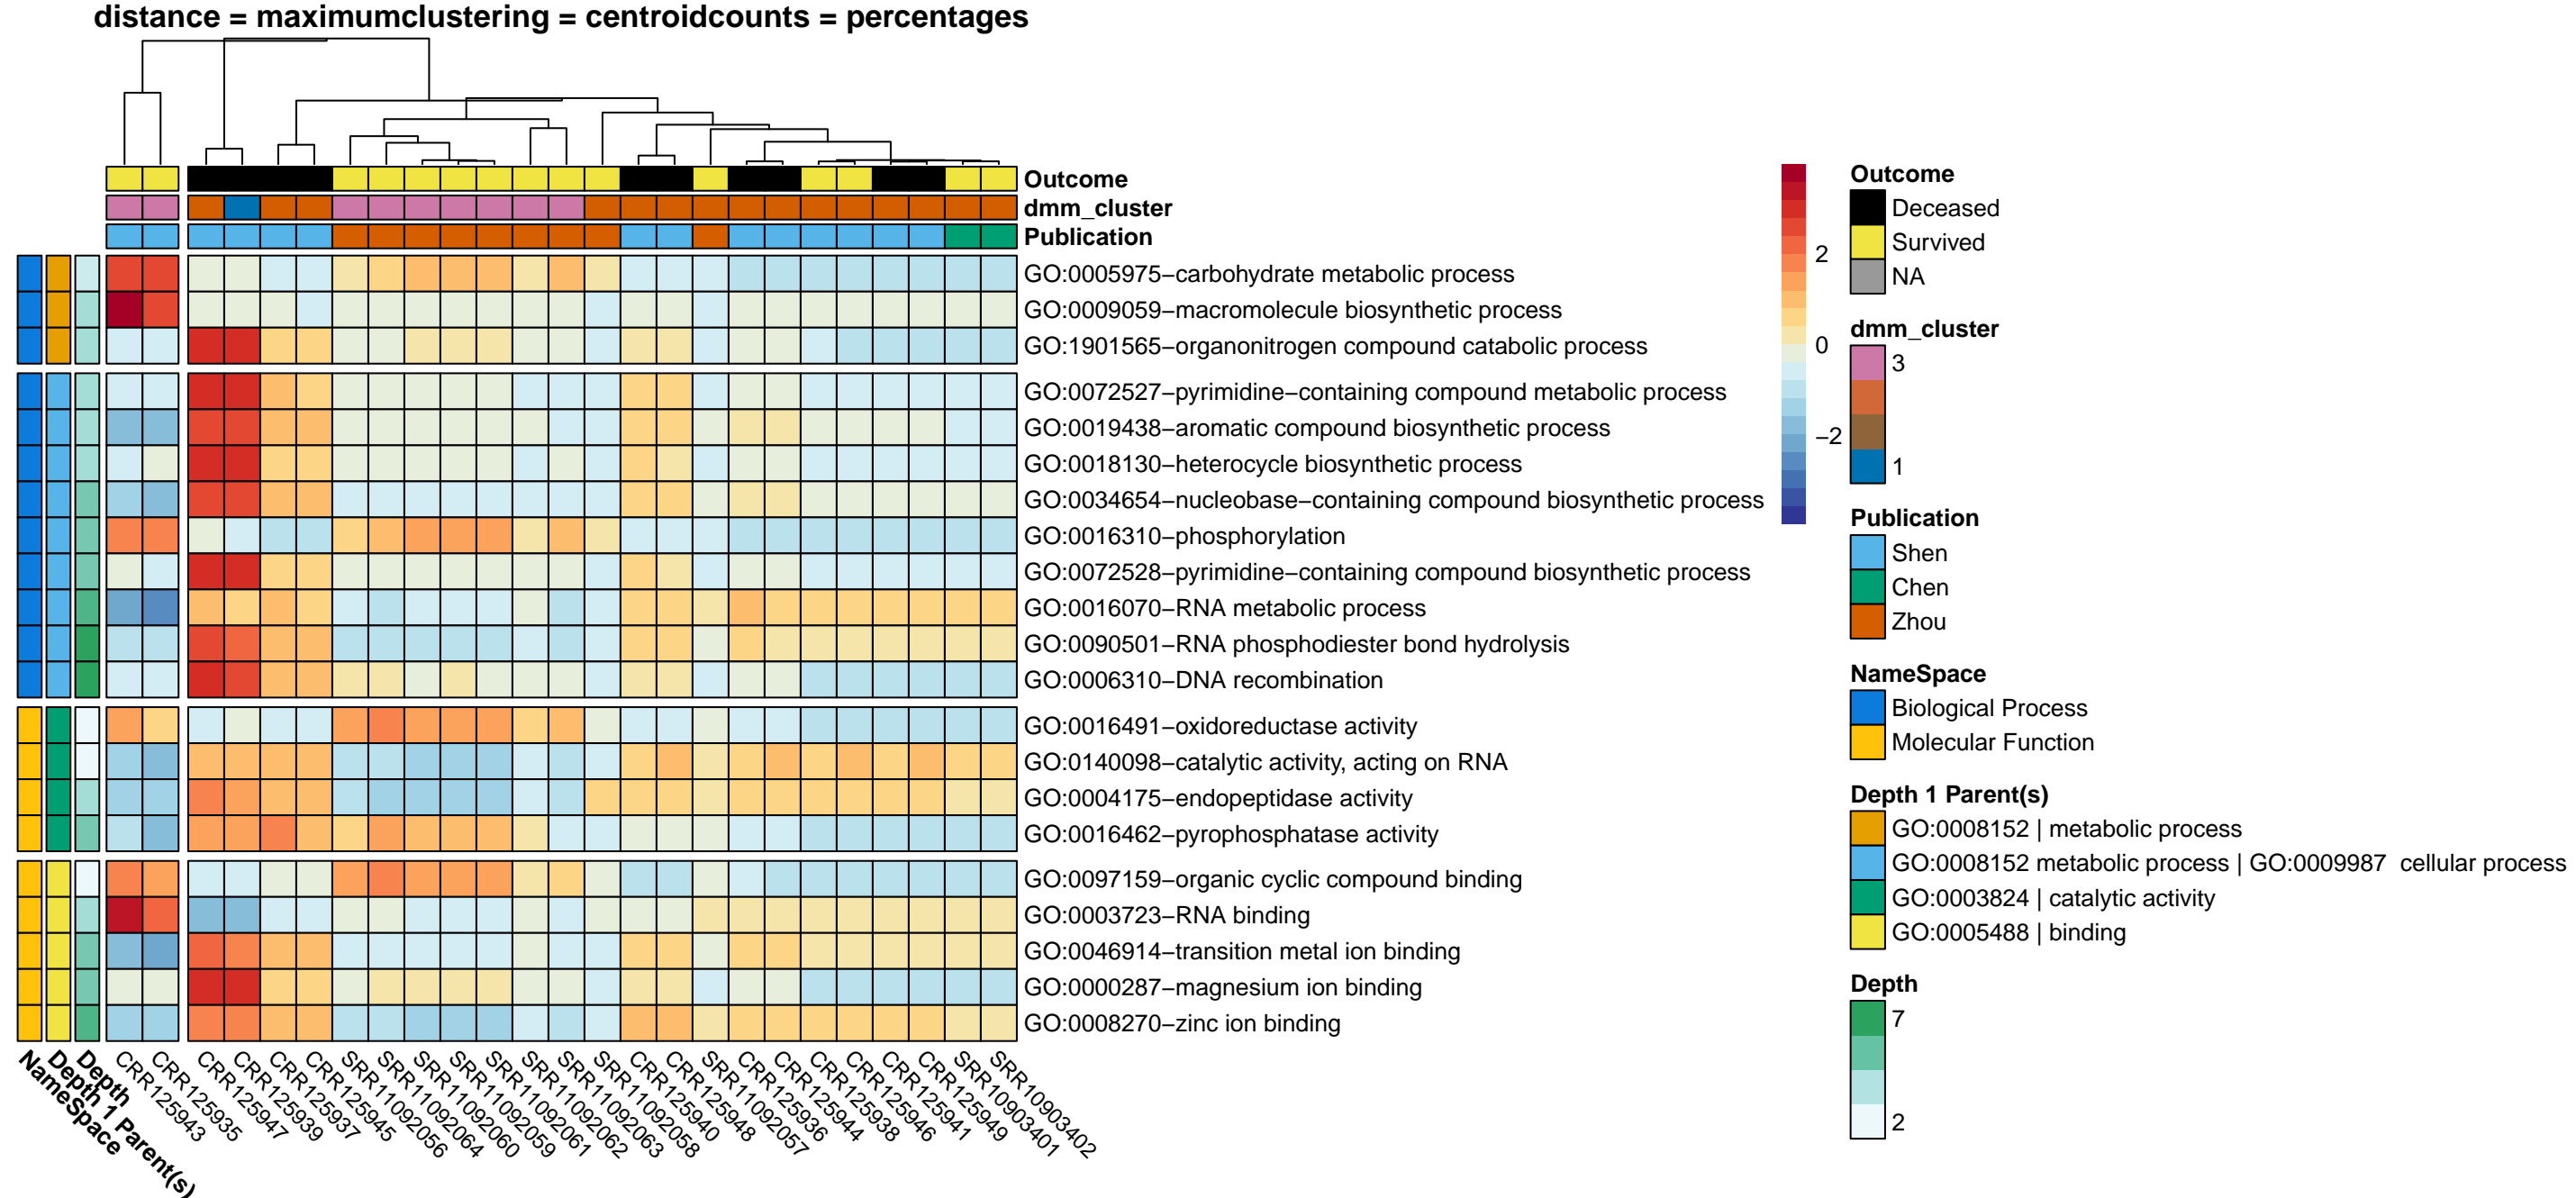 distance = maximumclustering = centroidcounts = percentages
Outcome
dmm_cluster
Publication
GO:0005975−carbohydrate metabolic process
GO:0009059−macromolecule biosynthetic process
GO:1901565−organonitrogen compound catabolic process
GO:0072527−pyrimidine−containing compound metabolic process
GO:0019438−aromatic compound biosynthetic process
GO:0018130−heterocycle biosynthetic process
GO:0034654−nucleobase−containing compound biosynthetic process
GO:0016310−phosphorylation
GO:0072528−pyrimidine−containing compound biosynthetic process
GO:0016070−RNA metabolic process
GO:0090501−RNA phosphodiester bond hydrolysis
GO:0006310−DNA recombination
GO:0016491−oxidoreductase activity
GO:0140098−catalytic activity, acting on RNA
GO:0004175−endopeptidase activity
GO:0016462−pyrophosphatase activity
GO:0097159−organic cyclic compound binding
GO:0003723−RNA binding
GO:0046914−transition metal ion binding
GO:0000287−magnesium ion binding
GO:0008270−zinc ion binding
NameSpace
Depth 1 Parent(s)
Depth
CRR125943
CRR125935
CRR125947
CRR125939
CRR125937
CRR125945
SRR11092056
SRR11092064
SRR11092060
SRR11092059
SRR11092061
SRR11092062
SRR11092063
SRR11092058
CRR125940
CRR125948
SRR11092057
CRR125936
CRR125944
CRR125938
CRR125946
CRR125941
CRR125949
SRR10903401
SRR10903402
2
0
−2
Outcome
Deceased
Survived
NA
dmm_cluster
3
1
Publication
Shen
Chen
Zhou
NameSpace
Biological Process
Molecular Function
Depth 1 Parent(s)
GO:0008152 | metabolic process
GO:0008152 metabolic process | GO:0009987 cellular process
GO:0003824 | catalytic activity
GO:0005488 | binding
Depth
7
2